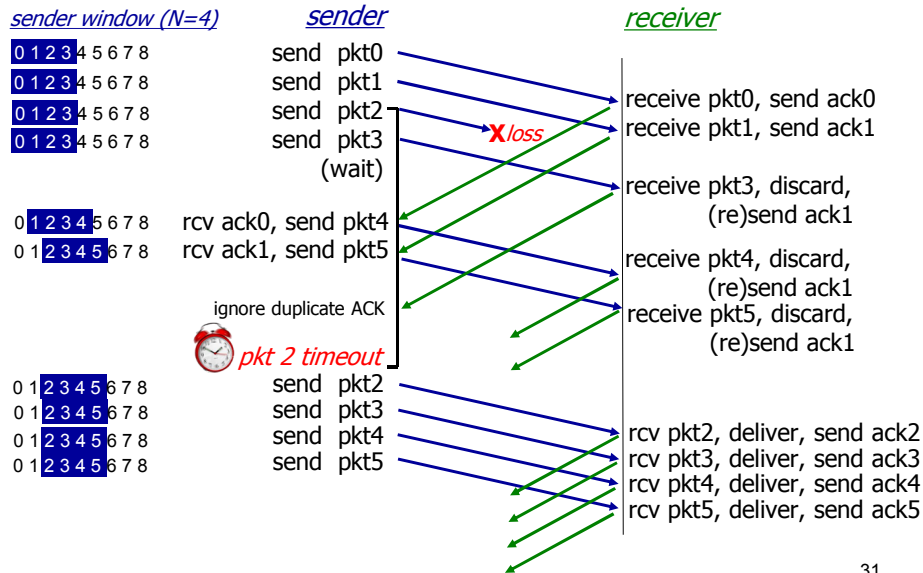 sender window (N=4) sender receiver
0 1 2 3 4 5 6 7 8 send pkt0
0 1 2 3 4 5 6 7 8 send pkt1
0 1 2 3 4 5 6 7 8 send pkt2
0 1 2 3 4 5 6 7 8 send pkt3
(wait)
X loss
receive pkt0, send ack0
receive pkt1, send ack1
receive pkt3, discard,
(re)send ack1
0 1 2 3 4 5 6 7 8 rcv ack0, send pkt4
0 1 2 3 4 5 6 7 8 rcv ack1, send pkt5
receive pkt4, discard,
(re)send ack1
receive pkt5, discard,
(re)send ack1
ignore duplicate ACK
pkt 2 timeout
0 1 2 3 4 5 6 7 8 send pkt2
0 1 2 3 4 5 6 7 8 send pkt3
0 1 2 3 4 5 6 7 8 send pkt4
0 1 2 3 4 5 6 7 8 send pkt5
rcv pkt2, deliver, send ack2
rcv pkt3, deliver, send ack3
rcv pkt4, deliver, send ack4
rcv pkt5, deliver, send ack5
31